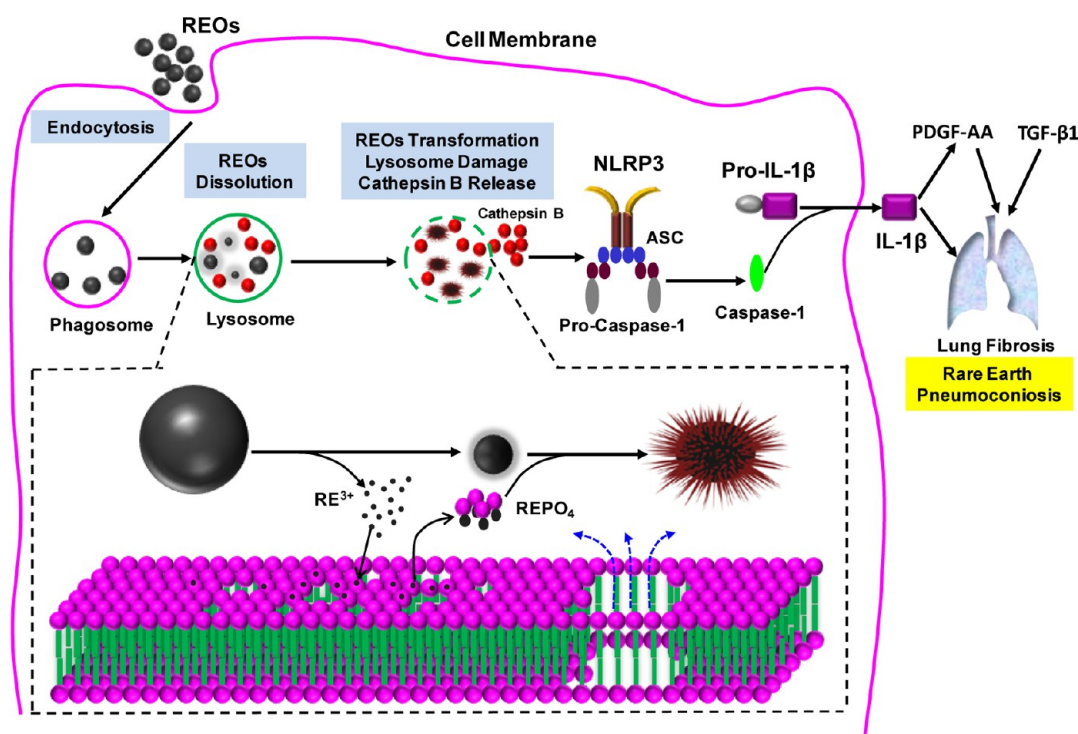 REOs
Cell Membrane
Endocytosis
REOs
Dissolution
REOs Transformation
Lysosome Damage
Cathepsin B Release
NLRP3
Pro-IL-1β
PDGF-AA
TGF-β1
Cathepsin B
ASC
IL-1β
Phagosome
Lysosome
Pro-Caspase-1
Caspase-1
Lung Fibrosis
Rare Earth
Pneumoconiosis
RE³⁺
REPO₄